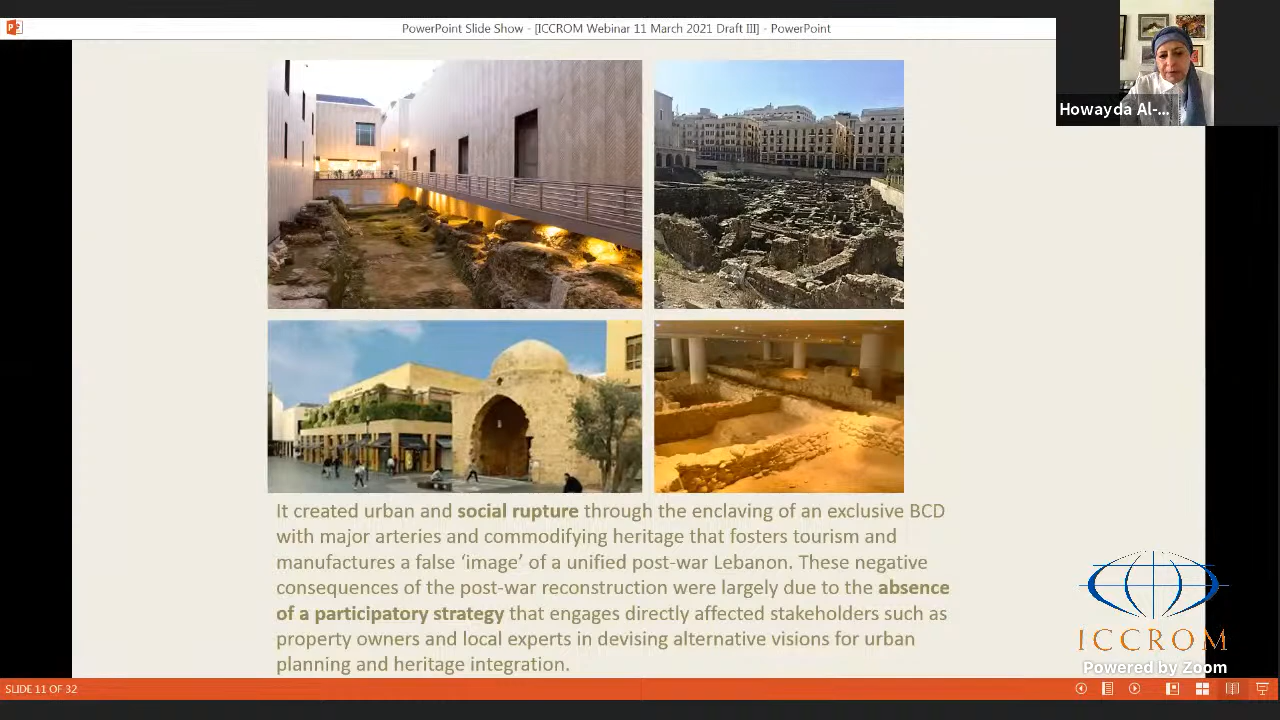 PowerPoint Slide Show - [ICCROM Webinar 11 March 2021 Draft III] - PowerPoint
Howayda Al-...
It created urban and social rupture through the enclaving of an exclusive BCD
with major arteries and commodifying heritage that fosters tourism and
manufactures a false ‘image’ of a unified post-war Lebanon. These negative
consequences of the post-war reconstruction were largely due to the absence
of a participatory strategy that engages directly affected stakeholders such as
property owners and local experts in devising alternative visions for urban
planning and heritage integration.
ICCROM
Powered by Zoom
SLIDE 11 OF 32